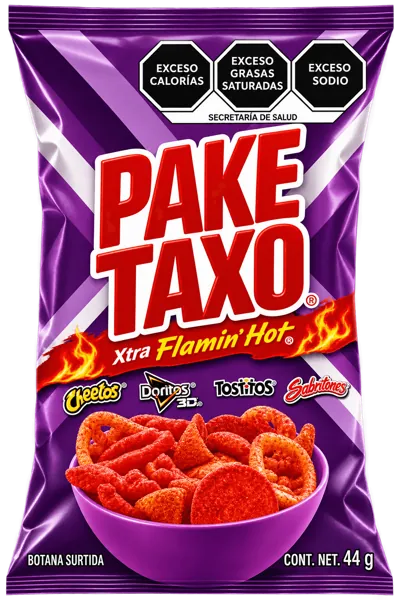 EXCESO
CALORÍAS
EXCESO
GRASAS
SATURADAS
EXCESO
SODIO
SECRETARÍA DE SALUD
PAKE
TAXO®
Xtra Flamin' Hot®
Cheetos® Doritos® 3D® Tostitos® Sabritones®
BOTANA SURTIDA
CONT. NET. 44 g